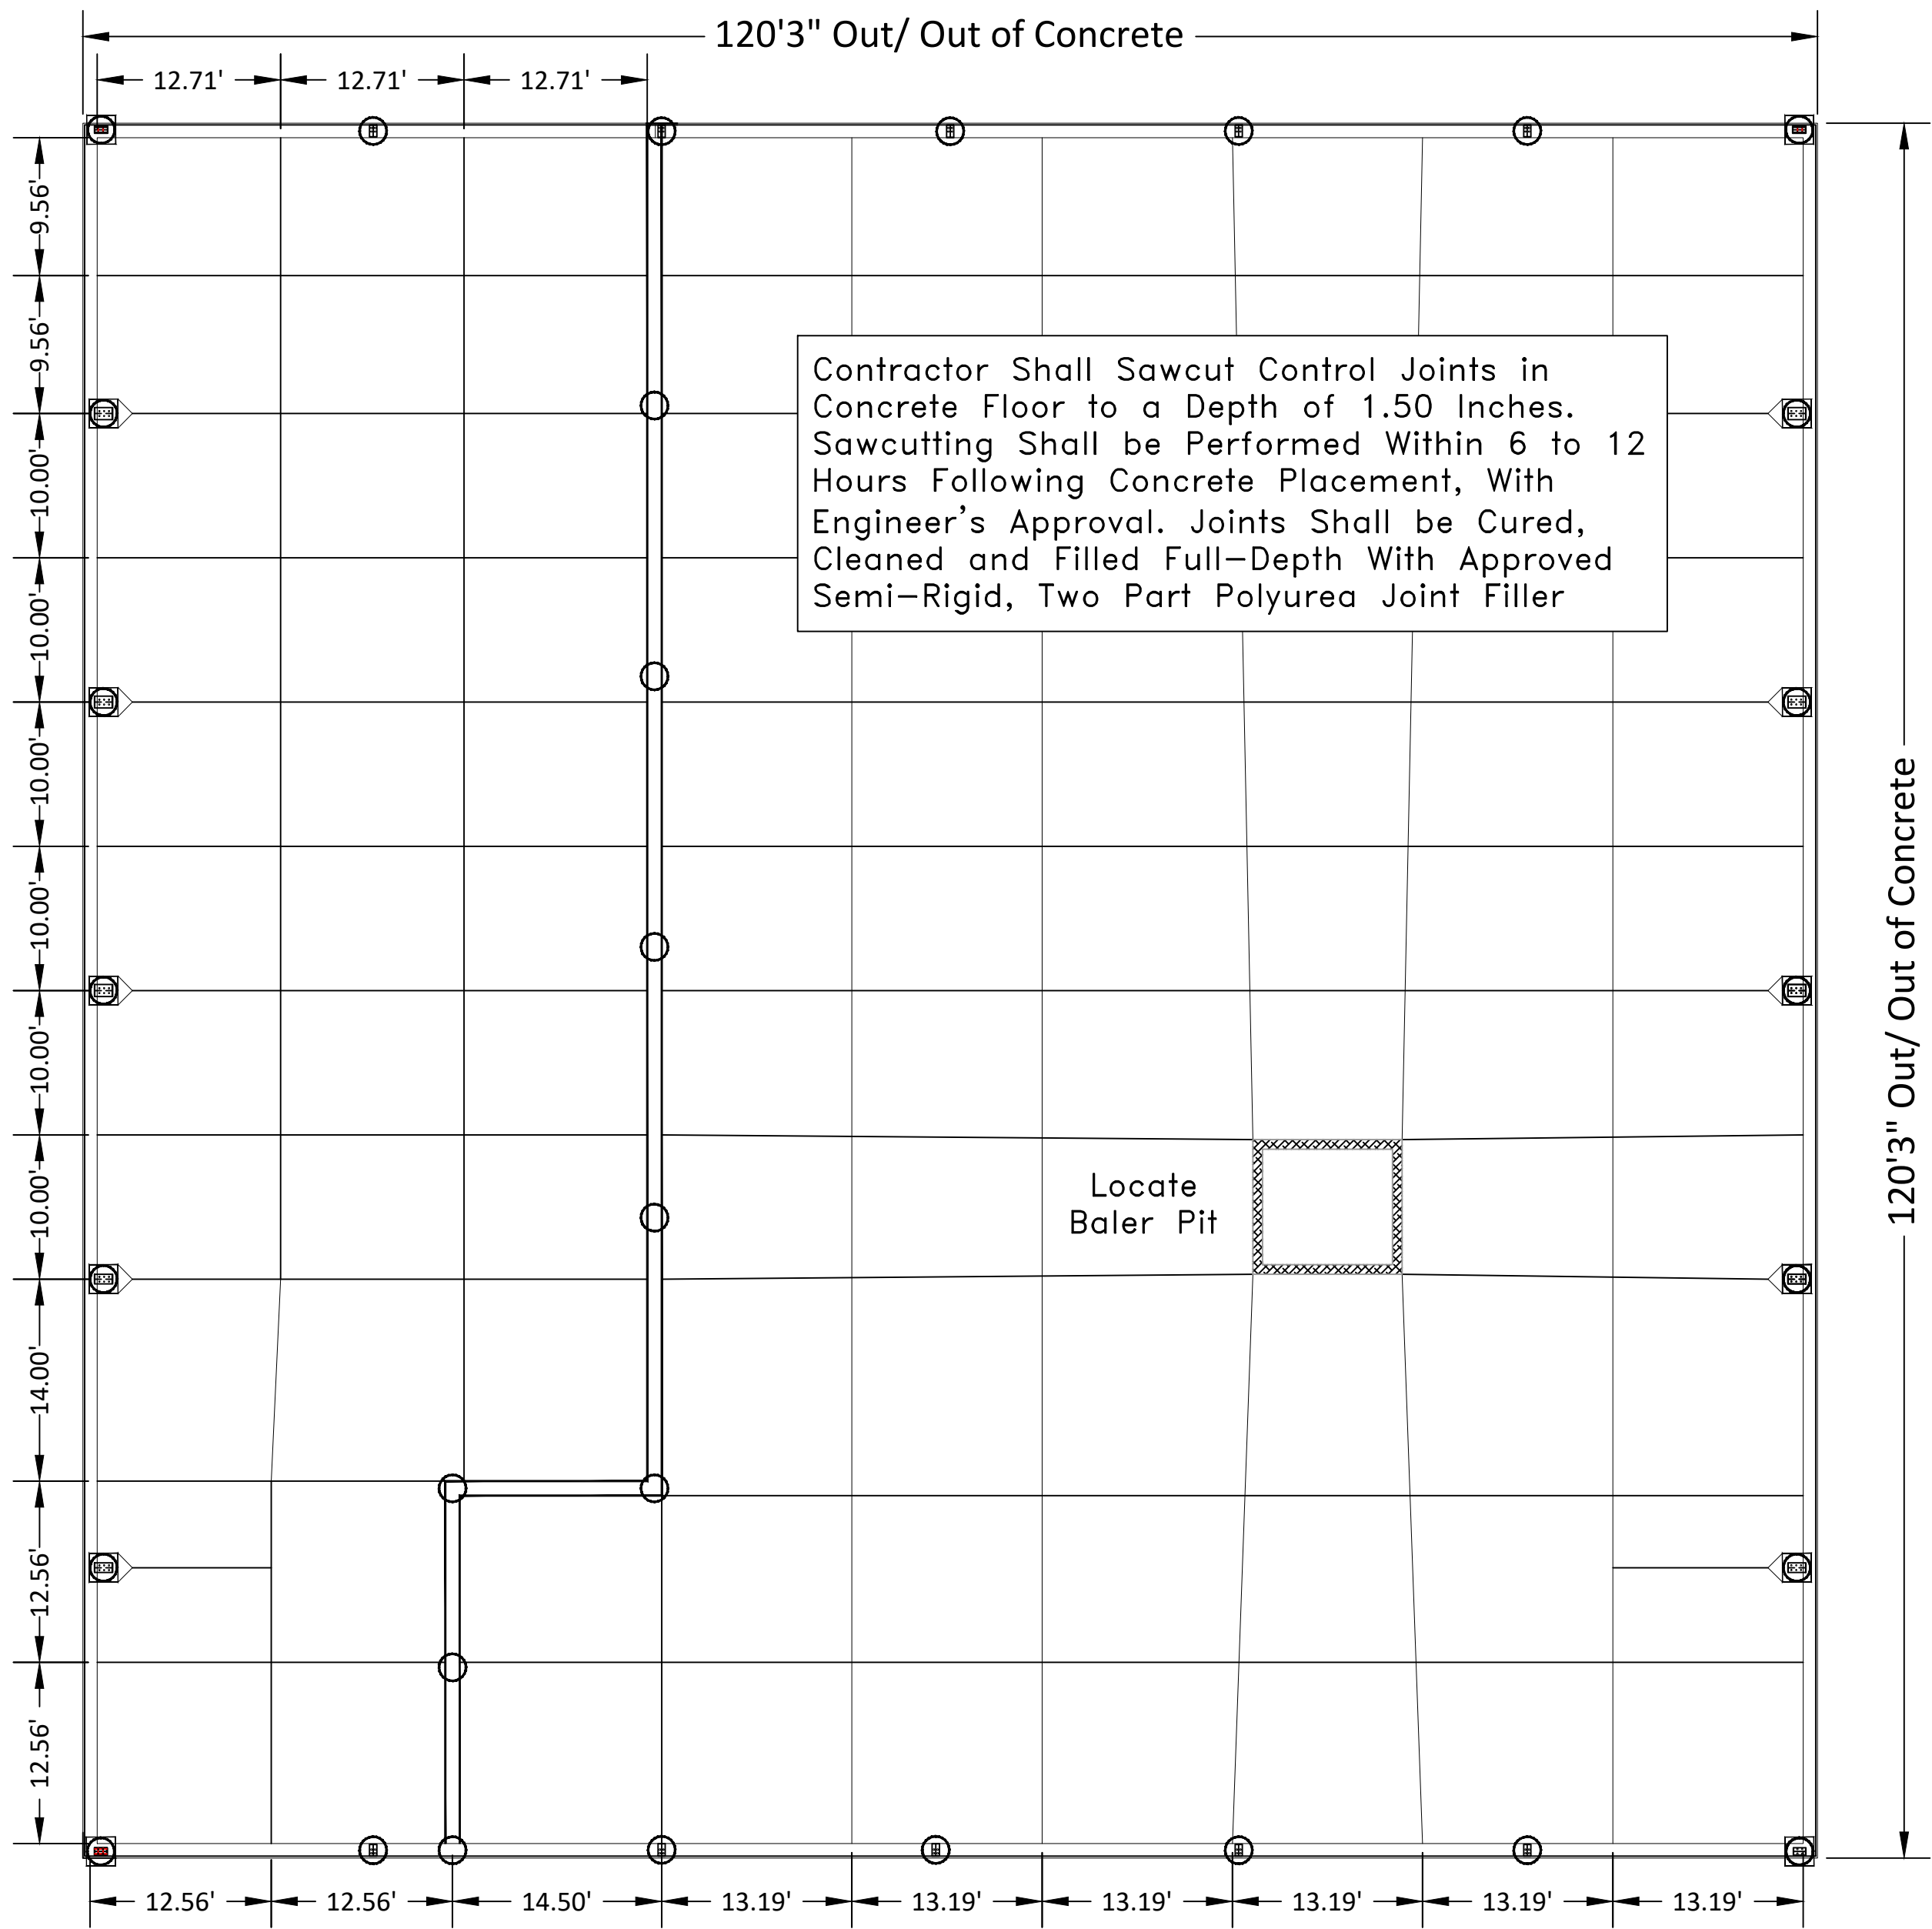 120'3" Out/ Out of Concrete
12.71'
12.71'
12.71'
9.56'
9.56'
10.00'
10.00'
10.00'
10.00'
10.00'
10.00'
14.00'
12.56'
12.56'
Contractor Shall Sawcut Control Joints in
Concrete Floor to a Depth of 1.50 Inches.
Sawcutting Shall be Performed Within 6 to 12
Hours Following Concrete Placement, With
Engineer's Approval. Joints Shall be Cured,
Cleaned and Filled Full-Depth With Approved
Semi-Rigid, Two Part Polyurea Joint Filler
Locate
Baler Pit
120'3" Out/ Out of Concrete
12.56'
12.56'
14.50'
13.19'
13.19'
13.19'
13.19'
13.19'
13.19'